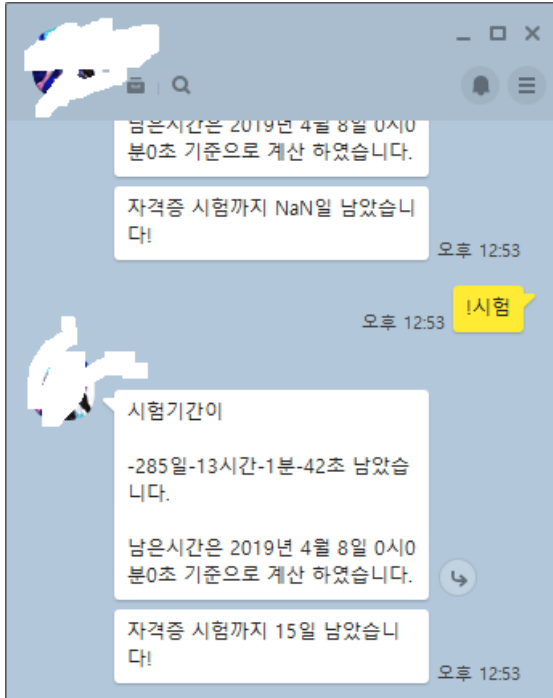 남은시간은 2019년 4월 8일 0시0
분0초 기준으로 계산 하였습니다.
자격증 시험까지 NaN일 남았습니
다!
오후 12:53
!시험
오후 12:53
시험기간이
-285일-13시간-1분-42초 남았습
니다.
남은시간은 2019년 4월 8일 0시0
분0초 기준으로 계산 하였습니다.
자격증 시험까지 15일 남았습니
다!
오후 12:53